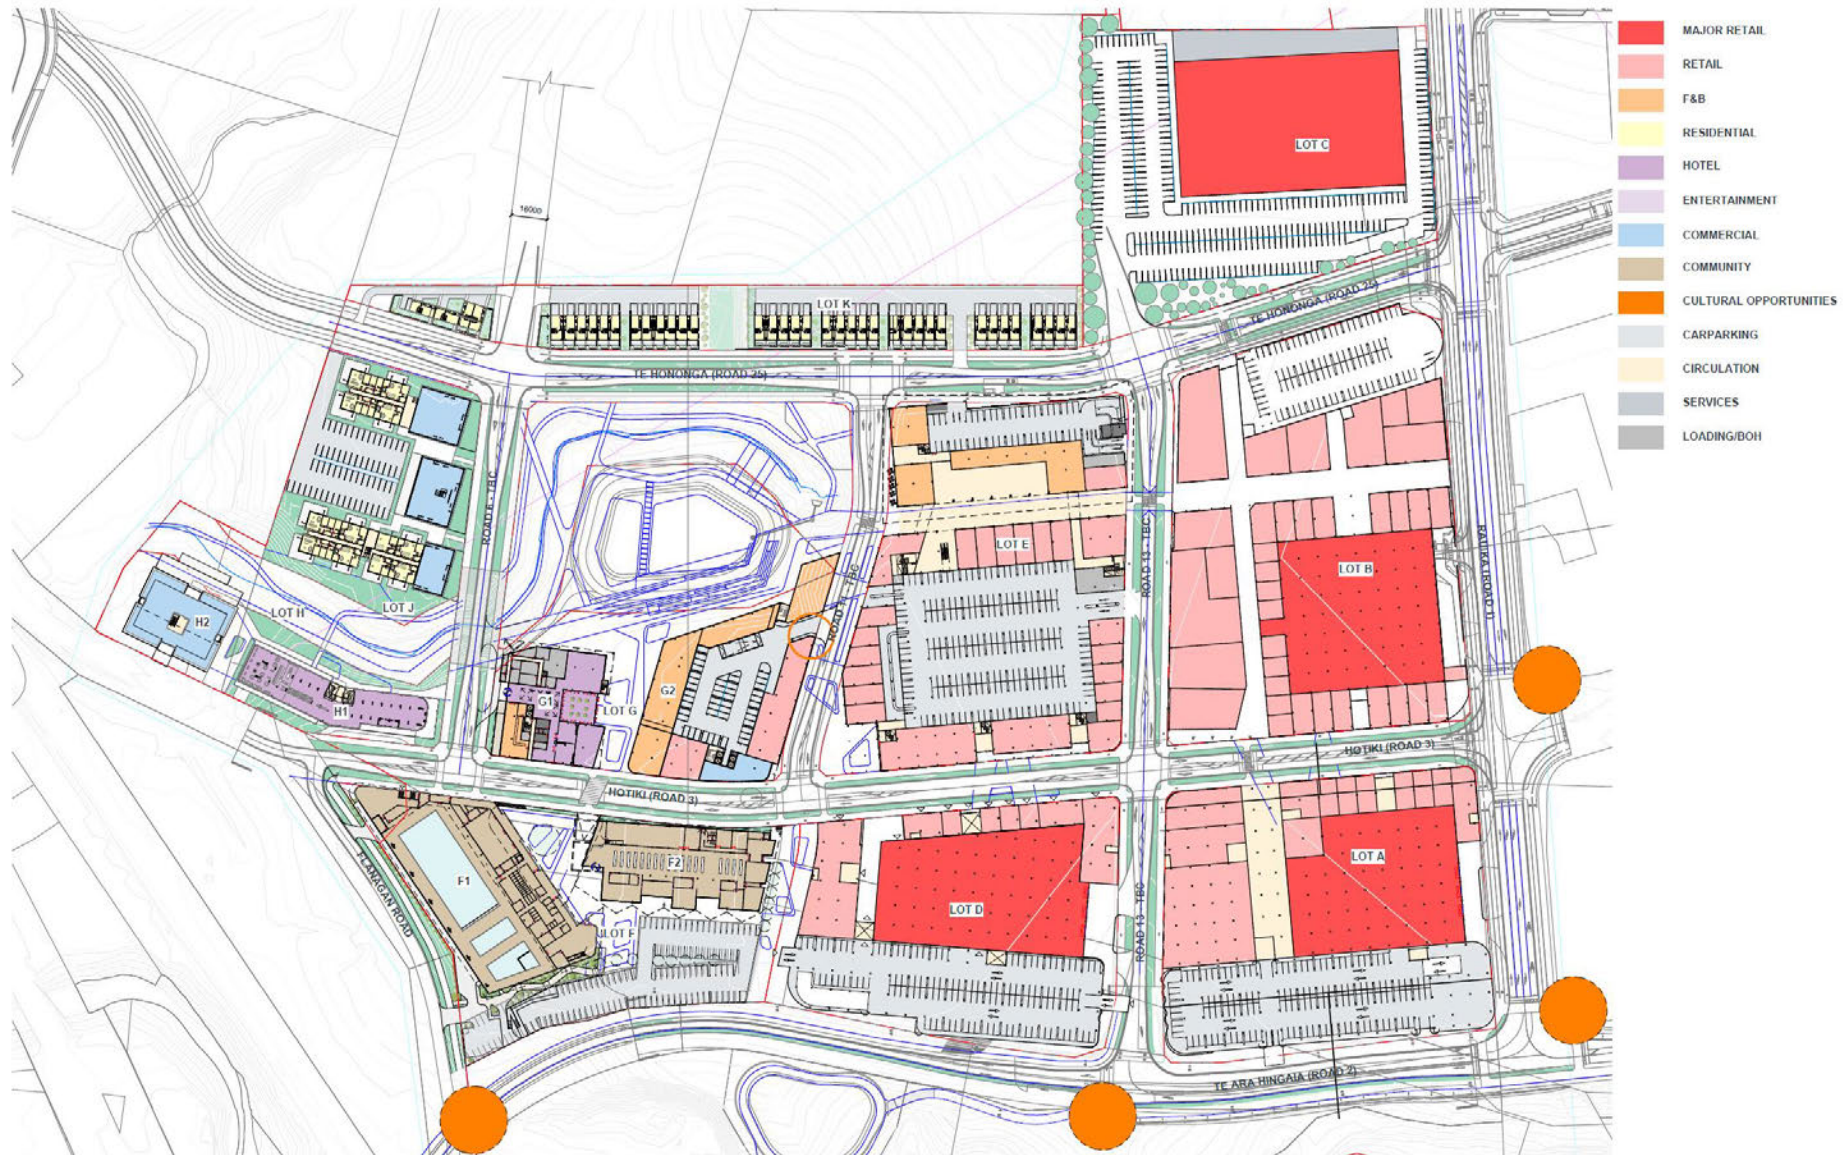 MAJOR RETAIL
RETAIL
F&B
RESIDENTIAL
HOTEL
ENTERTAINMENT
COMMERCIAL
COMMUNITY
CULTURAL OPPORTUNITIES
CARPARKING
CIRCULATION
SERVICES
LOADING/BOH
LOT C
16000
LOT K
TE HONONGA (ROAD 25)
TE HONONGA (ROAD 25)
ROAD 6 - TBC
LOT E
ROAD 13 - TBC
LOT B
LOT H
LOT J
H2
H1
G1
LOT G
G2
HOTIKI (ROAD 3)
HOTIKI (ROAD 3)
F1
F2
LOT F
FLANAGAN ROAD
LOT D
ROAD 13 - TBC
LOT A
TE ARA HINGAIA (ROAD 2)